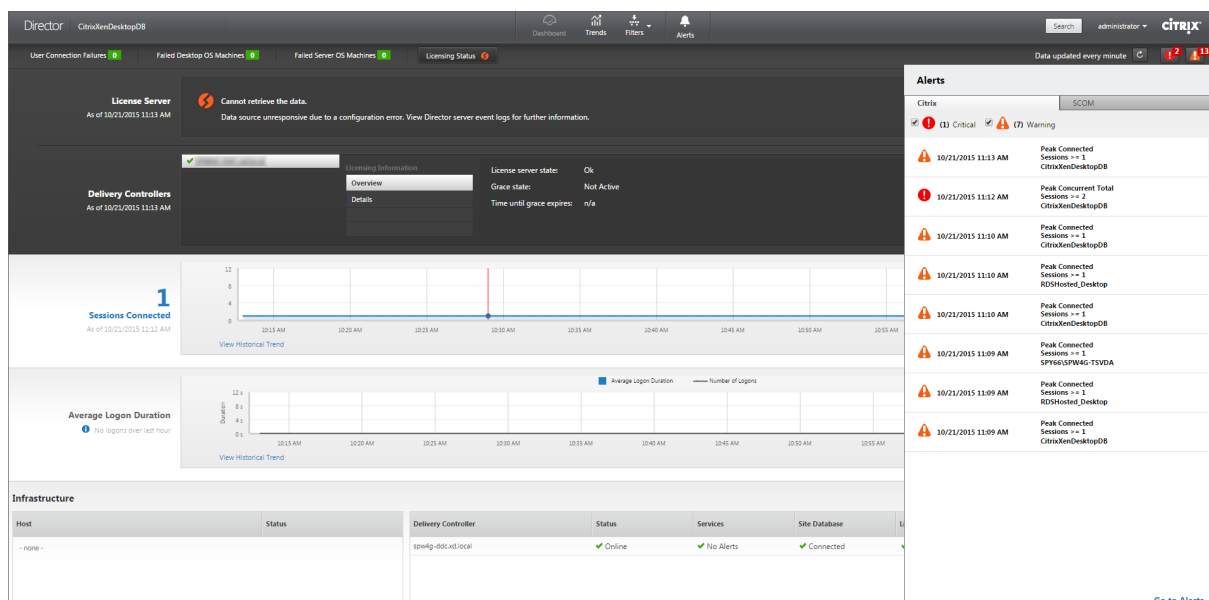 Director CitrixXenDesktopDB
Dashboard Trends Filters Alerts
Search administrator CITRIX
User Connection Failures 0 Failed Desktop OS Machines 0 Failed Server OS Machines 0 Licensing Status
Data updated every minute 2 13
License Server
As of 10/21/2015 11:13 AM
Cannot retrieve the data.
Data source unresponsive due to a configuration error. View Director server event logs for further information.
Delivery Controllers
As of 10/21/2015 11:13 AM
Licensing Information
Overview
Details
License server state: Ok
Grace state: Not Active
Time until grace expires: n/a
1
Sessions Connected
As of 10/21/2015 11:12 AM
12
8
4
0
10:15 AM 10:20 AM 10:25 AM 10:30 AM 10:35 AM 10:40 AM 10:45 AM 10:50 AM 10:55 AM
View Historical Trend
Average Logon Duration
No logons over last hour
Average Logon Duration Number of Logons
Duration
12 s
8 s
4 s
0 s
10:15 AM 10:20 AM 10:25 AM 10:30 AM 10:35 AM 10:40 AM 10:45 AM 10:50 AM 10:55 AM
View Historical Trend
Infrastructure
Host Status
- none -
Delivery Controller Status Services Site Database
spw4g-ddc.xd.local Online No Alerts Connected
Alerts
Citrix SCOM
(1) Critical (7) Warning
10/21/2015 11:13 AM
Peak Connected
Sessions >= 1
CitrixXenDesktopDB
10/21/2015 11:12 AM
Peak Concurrent Total
Sessions >= 2
CitrixXenDesktopDB
10/21/2015 11:10 AM
Peak Connected
Sessions >= 1
CitrixXenDesktopDB
10/21/2015 11:10 AM
Peak Connected
Sessions >= 1
RDSHosted_Desktop
10/21/2015 11:10 AM
Peak Connected
Sessions >= 1
CitrixXenDesktopDB
10/21/2015 11:09 AM
Peak Connected
Sessions >= 1
SPY66\SPW4G-TSVDA
10/21/2015 11:09 AM
Peak Connected
Sessions >= 1
RDSHosted_Desktop
10/21/2015 11:09 AM
Peak Connected
Sessions >= 1
CitrixXenDesktopDB
Go to Alerts